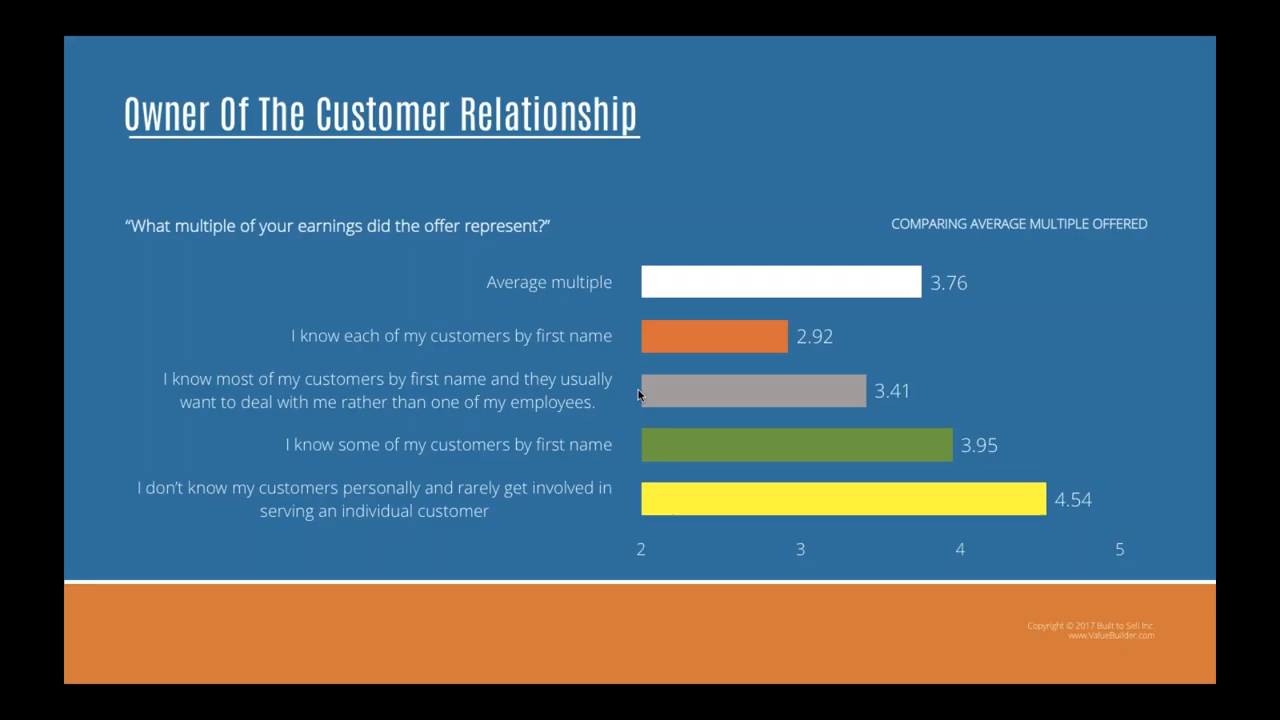 Owner Of The Customer Relationship
“What multiple of your earnings did the offer represent?”
COMPARING AVERAGE MULTIPLE OFFERED
Average multiple
3.76
I know each of my customers by first name
2.92
I know most of my customers by first name and they usually
want to deal with me rather than one of my employees.
3.41
I know some of my customers by first name
3.95
I don’t know my customers personally and rarely get involved in
serving an individual customer
4.54
2 3 4 5
Copyright © 2017 Built to Sell Inc.
www.ValueBuilder.com